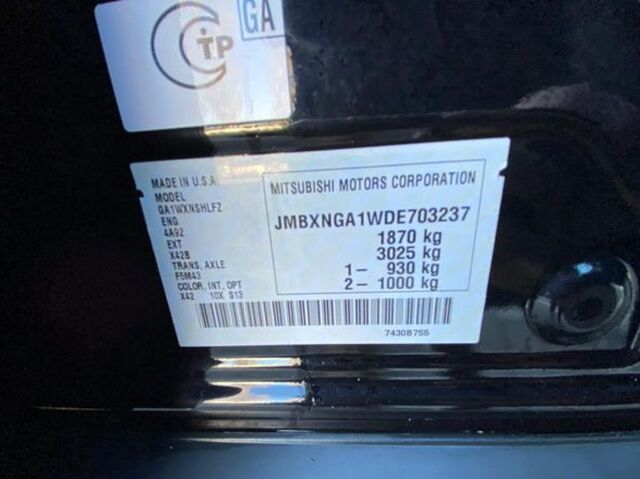 GA
TP
MADE IN U.S.A.
MODEL
GA1WXNSHLFZ
ENG
4A92
EXT
X42B
TRANS, AXLE
F5M43
COLOR, INT, OPT
X42 10X S13
MITSUBISHI MOTORS CORPORATION
JMBXNGA1WDE703237
1870 kg
3025 kg
1– 930 kg
2– 1000 kg
7430B755